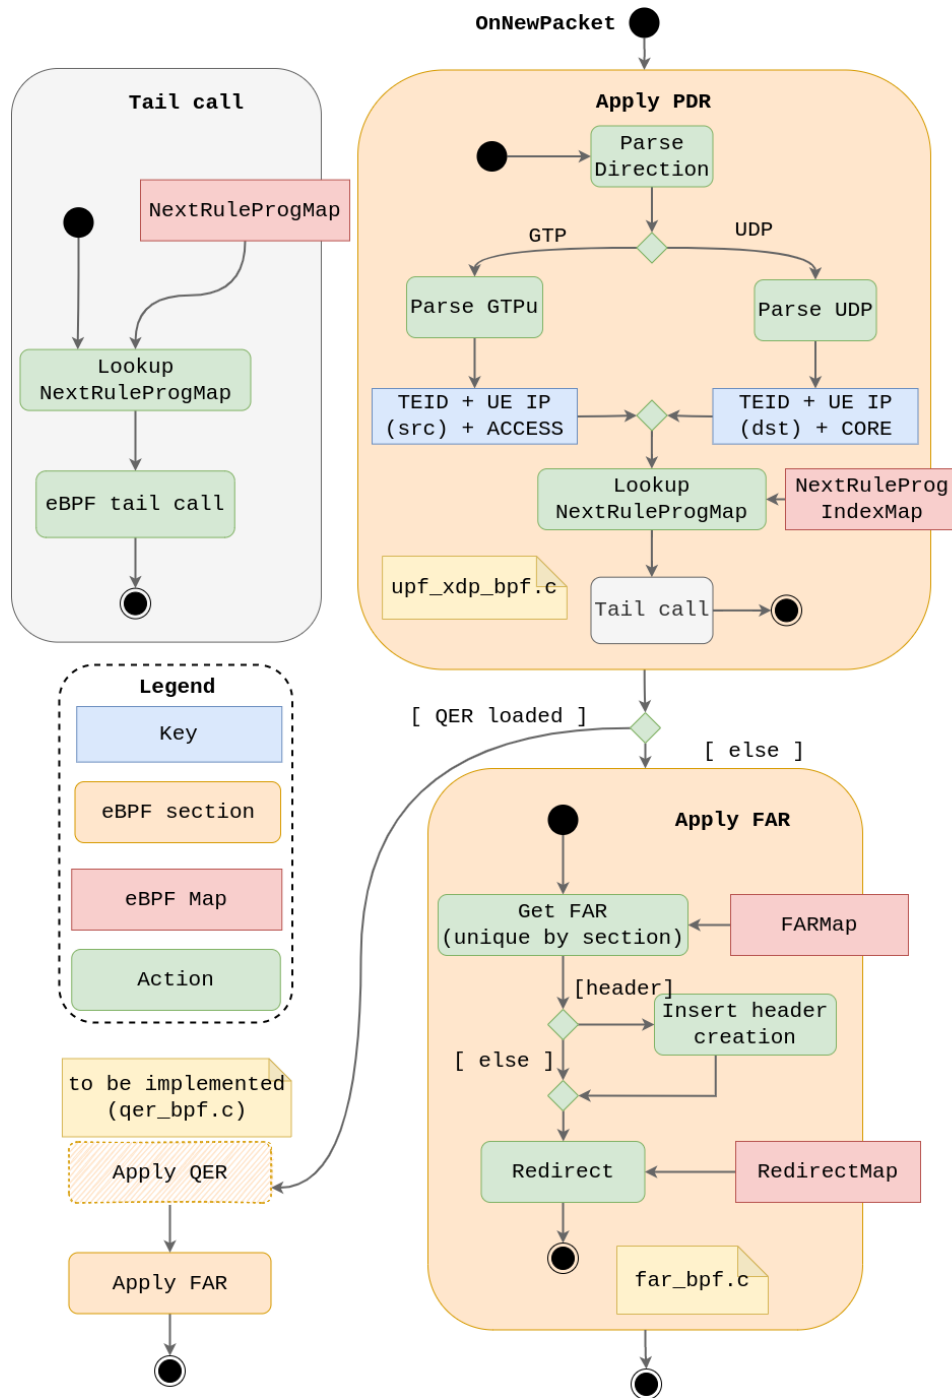 OnNewPacket
Tail call
NextRuleProgMap
Lookup
NextRuleProgMap
eBPF tail call
Apply PDR
Parse
Direction
GTP
UDP
Parse GTPu
Parse UDP
TEID + UE IP
(src) + ACCESS
TEID + UE IP
(dst) + CORE
Lookup
NextRuleProgMap
NextRuleProg
IndexMap
upf_xdp_bpf.c
Tail call
[ QER loaded ]
[ else ]
Legend
Key
eBPF section
eBPF Map
Action
Apply FAR
Get FAR
(unique by section)
FARMap
[header]
Insert header
creation
[ else ]
Redirect
RedirectMap
far_bpf.c
to be implemented
(qer_bpf.c)
Apply QER
Apply FAR